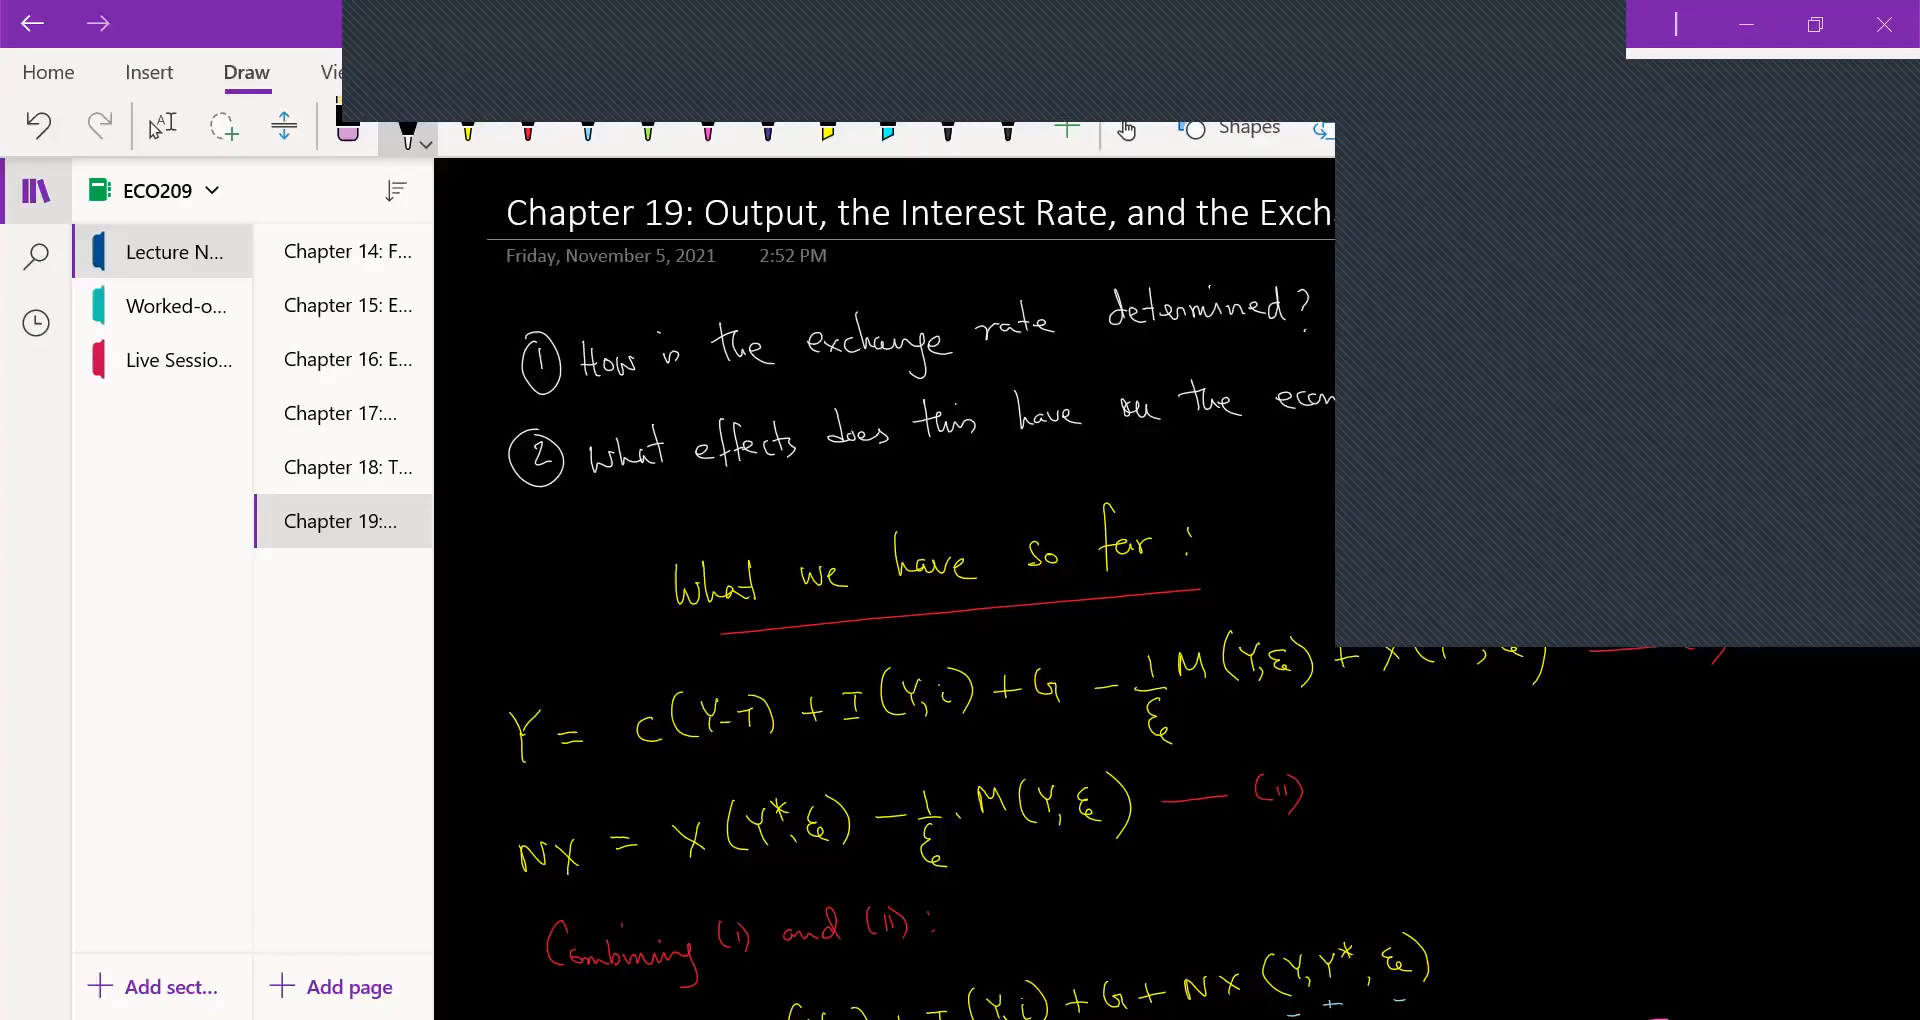 Home Insert Draw Vie
Shapes
ECO209
Lecture N...
Worked-o...
Live Sessio...
Chapter 14: F...
Chapter 15: E...
Chapter 16: E...
Chapter 17:...
Chapter 18: T...
Chapter 19:...
Add sect...
Add page
Chapter 19: Output, the Interest Rate, and the Exch
Friday, November 5, 2021 2:52 PM
① How is the exchange rate determined?
② What effects does this have on the econ
What we have so far:
Y = C(Y-T) + I(Y,i) + G - 1/ξ M(Y,ξ) +
NX = X(Y*,ξ) - 1/ξ . M(Y,ξ) — (II)
Combining (I) and (II):
I(Y,i) + G + NX(Y,Y*,ξ)
- + -